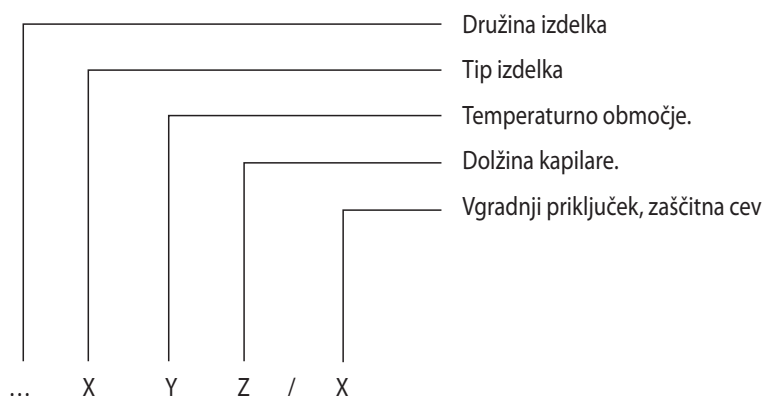 Družina izdelka
Tip izdelka
Temperaturno območje.
Dolžina kapilare.
Vgradnji priključek, zaščitna cev
... X Y Z / X